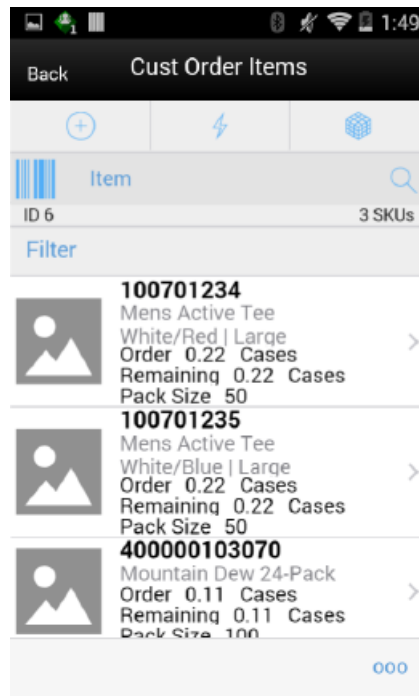 1:49
Back Cust Order Items
Item
ID 6 3 SKUs
Filter
100701234
Mens Active Tee
White/Red | Large
Order 0.22 Cases
Remaining 0.22 Cases
Pack Size 50
100701235
Mens Active Tee
White/Blue | Large
Order 0.22 Cases
Remaining 0.22 Cases
Pack Size 50
400000103070
Mountain Dew 24-Pack
Order 0.11 Cases
Remaining 0.11 Cases
Pack Size 100